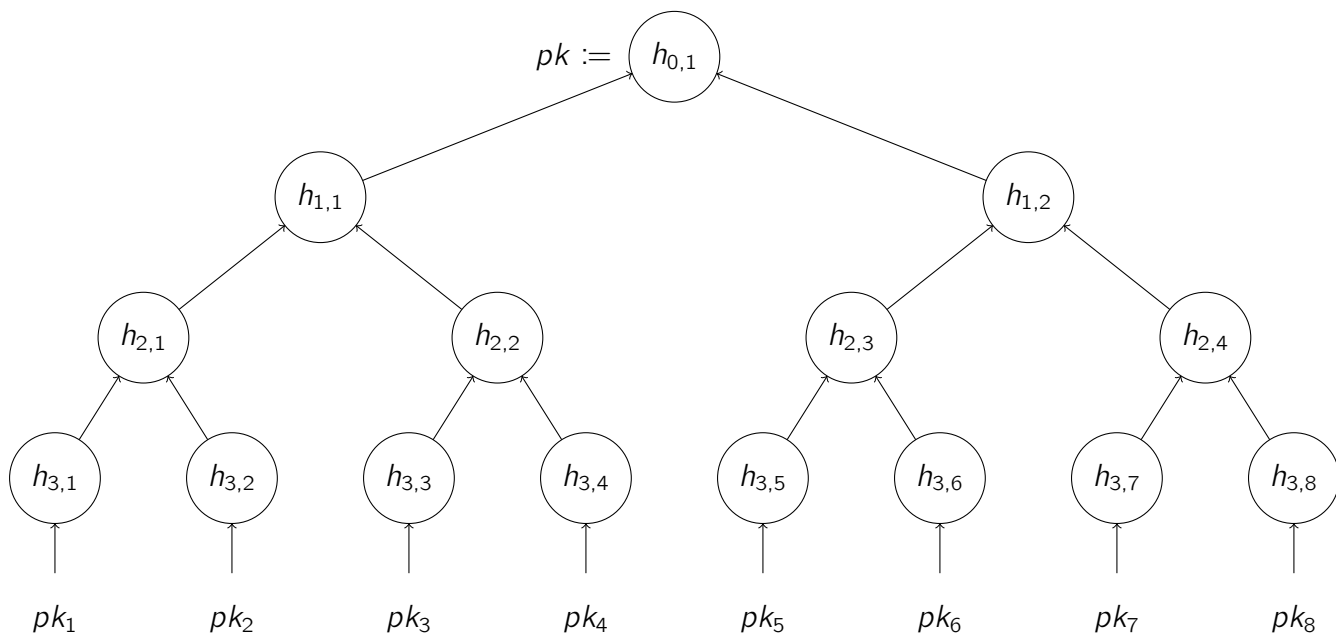 pk := h0,1
h1,1 h1,2
h2,1 h2,2 h2,3 h2,4
h3,1 h3,2 h3,3 h3,4 h3,5 h3,6 h3,7 h3,8
pk1 pk2 pk3 pk4 pk5 pk6 pk7 pk8